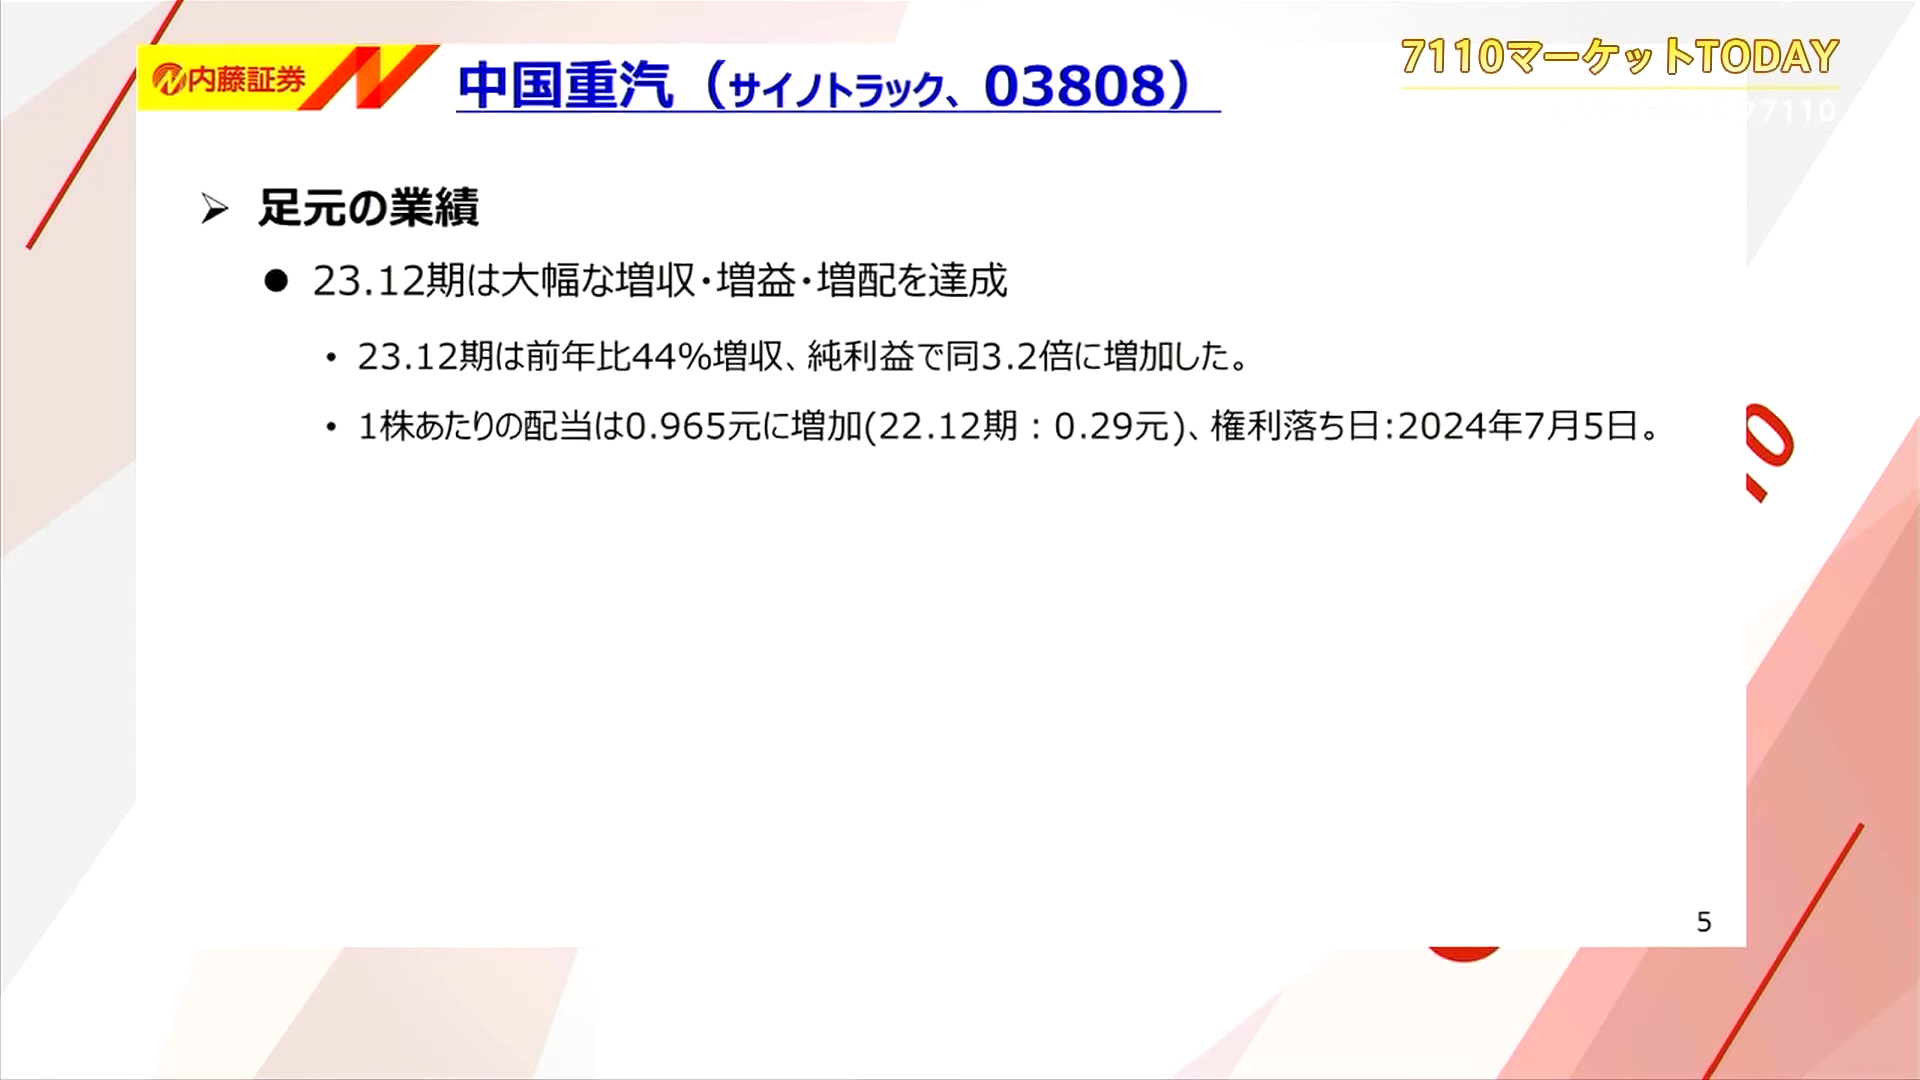 内藤証券
中国重汽（サイノトラック、03808）
7110マーケットTODAY
7110
足元の業績
23.12期は大幅な増収・増益・増配を達成
23.12期は前年比44%増収、純利益で同3.2倍に増加した。
1株あたりの配当は0.965元に増加(22.12期：0.29元)、権利落ち日:2024年7月5日。
5